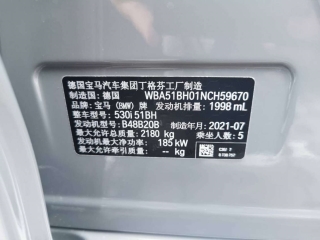 德国宝马汽车集团丁格芬工厂制造
制造国: 德国 WBA51BH01NCH59670
品牌: 宝马 (BMW) 牌 发动机排量: 1998 mL
整车型号: 530i 51BH
发动机型号: B48B20B 制造年月: 2021-07
最大允许总质量: 2180 kg 乘坐人数: 5
发动机最大净功率: 185 kW
最大允许牵引质量: -- kg